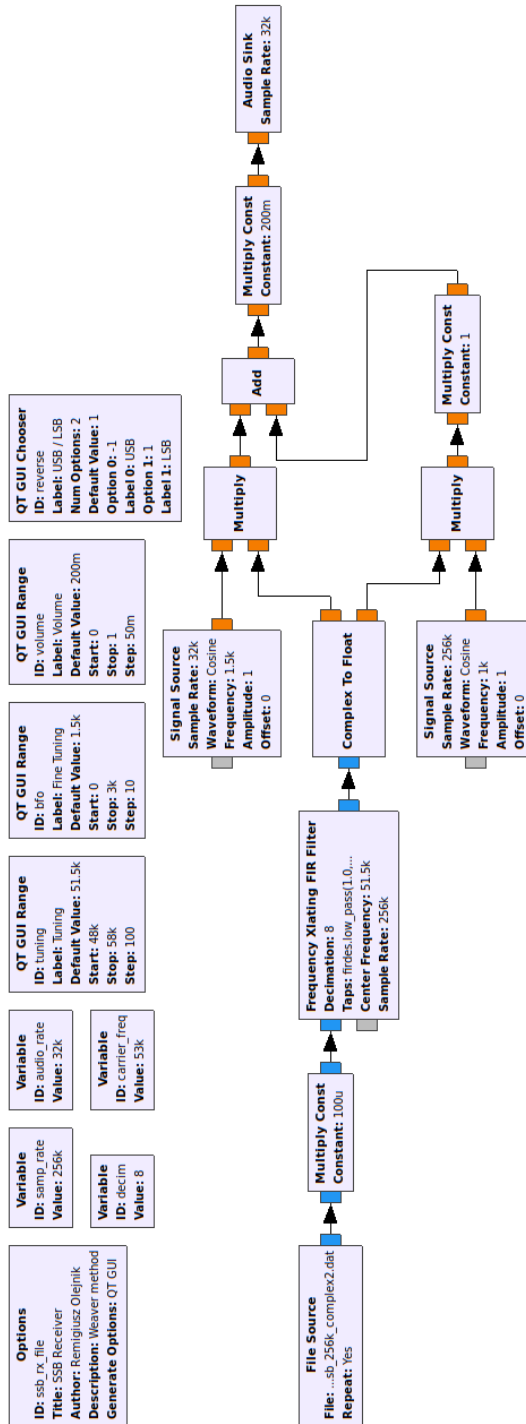 Options
ID: ssb_rx_file
Title: SSB Receiver
Author: Remigiusz Olejnik
Description: Weaver method
Generate Options: QT GUI
Variable
ID: samp_rate
Value: 256k
Variable
ID: audio_rate
Value: 32k
Variable
ID: decim
Value: 8
Variable
ID: carrier_freq
Value: 53k
QT GUI Range
ID: tuning
Label: Tuning
Default Value: 51.5k
Start: 48k
Stop: 58k
Step: 100
QT GUI Range
ID: bfo
Label: Fine Tuning
Default Value: 1.5k
Start: 0
Stop: 3k
Step: 10
QT GUI Range
ID: volume
Label: Volume
Default Value: 200m
Start: 0
Stop: 1
Step: 50m
QT GUI Chooser
ID: reverse
Label: USB / LSB
Num Options: 2
Default Value: 1
Option 0: -1
Label 0: USB
Option 1: 1
Label 1: LSB
Signal Source
Sample Rate: 32k
Waveform: Cosine
Frequency: 1.5k
Amplitude: 1
Offset: 0
Multiply
Add
Multiply Const
Constant: 200m
Audio Sink
Sample Rate: 32k
File Source
File: ...sb_256k_complex2.dat
Repeat: Yes
Multiply Const
Constant: 100u
Frequency Xlating FIR Filter
Decimation: 8
Taps: firdes.low_pass(1.0,...
Center Frequency: 51.5k
Sample Rate: 256k
Complex To Float
Signal Source
Sample Rate: 256k
Waveform: Cosine
Frequency: 1k
Amplitude: 1
Offset: 0
Multiply
Multiply Const
Constant: 1